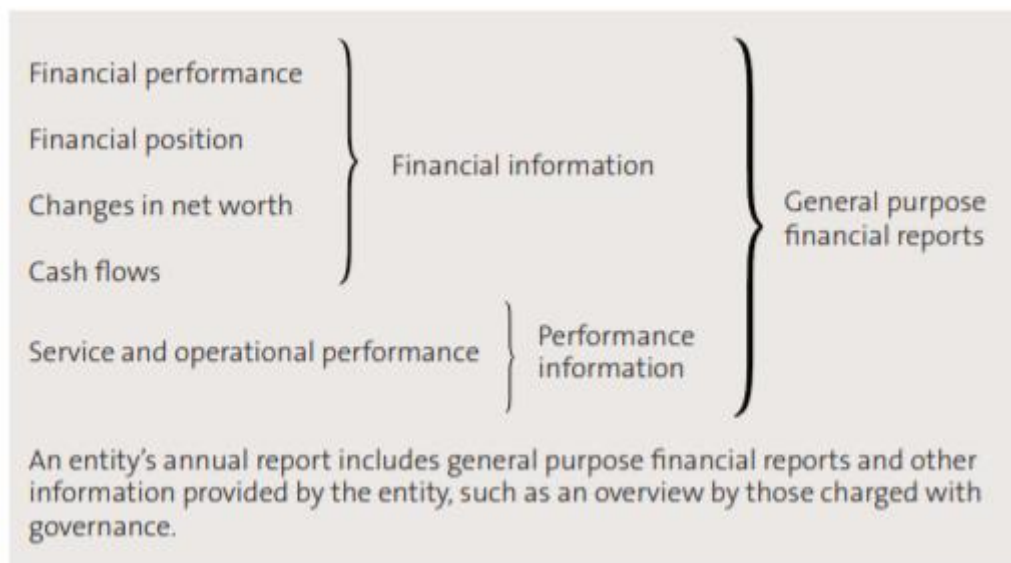 Financial performance
Financial position
Changes in net worth
Cash flows
Financial information
Service and operational performance
Performance
information
General purpose
financial reports
An entity's annual report includes general purpose financial reports and other
information provided by the entity, such as an overview by those charged with
governance.